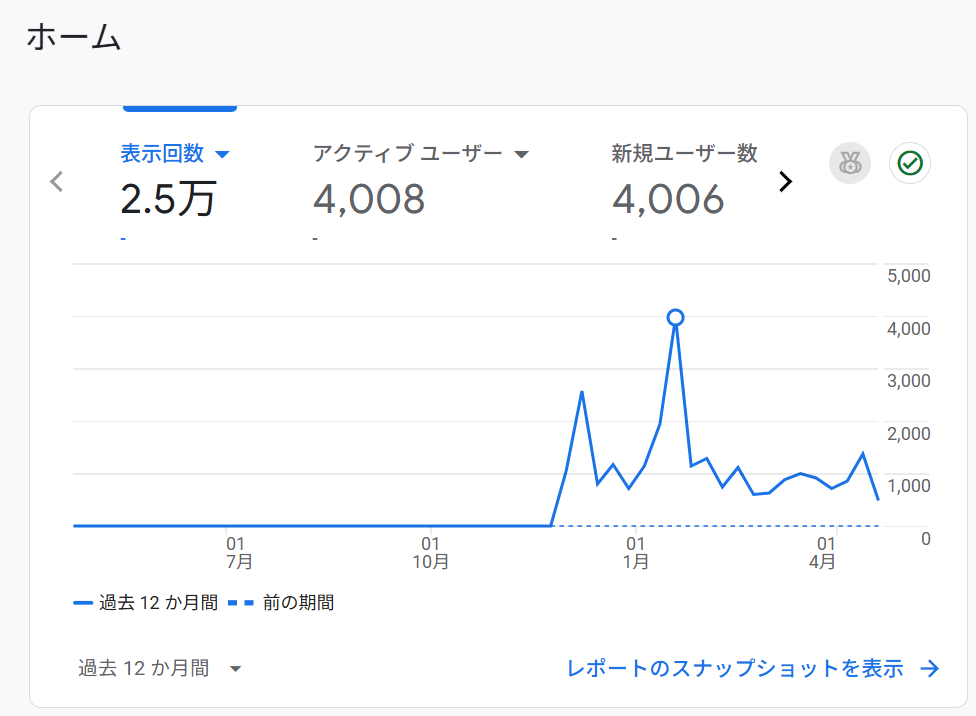 ホーム
表示回数
2.5万
-
アクティブ ユーザー
4,008
-
新規ユーザー数
4,006
-
5,000
4,000
3,000
2,000
1,000
0
01
7月
01
10月
01
1月
01
4月
過去 12 か月間
前の期間
過去 12 か月間
レポートのスナップショットを表示